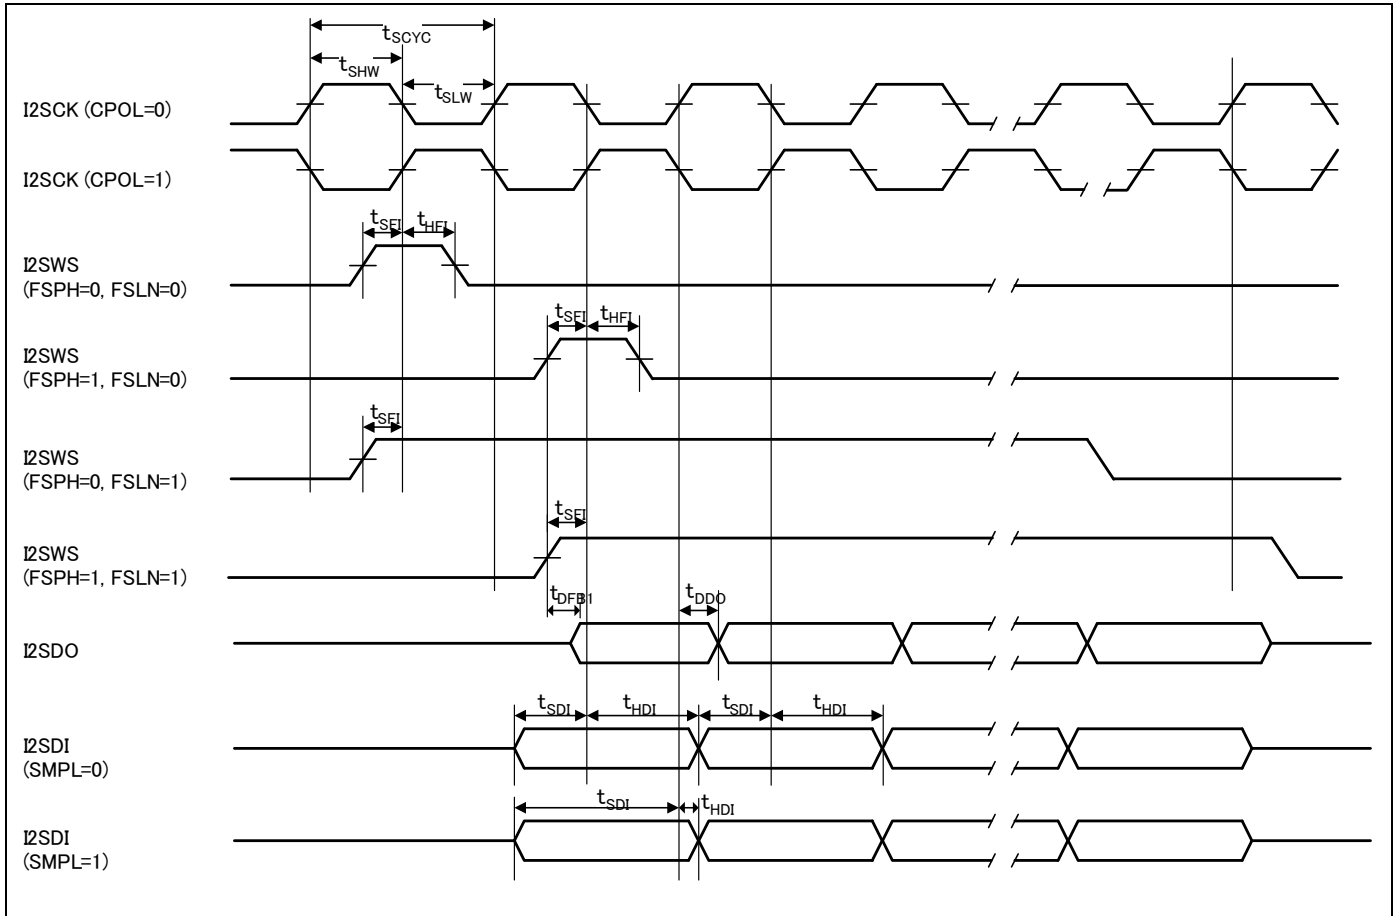 tSCYC
tSHW
tSLW
I2SCK (CPOL=0)
I2SCK (CPOL=1)
tSFI
tHFI
I2SWS
(FSPH=0, FSLN=0)
tSFI
tHFI
I2SWS
(FSPH=1, FSLN=0)
tSFI
I2SWS
(FSPH=0, FSLN=1)
tSFI
I2SWS
(FSPH=1, FSLN=1)
tDFB1
tDDO
I2SDO
tSDI
tHDI
tSDI
tHDI
I2SDI
(SMPL=0)
tSDI
tHDI
I2SDI
(SMPL=1)